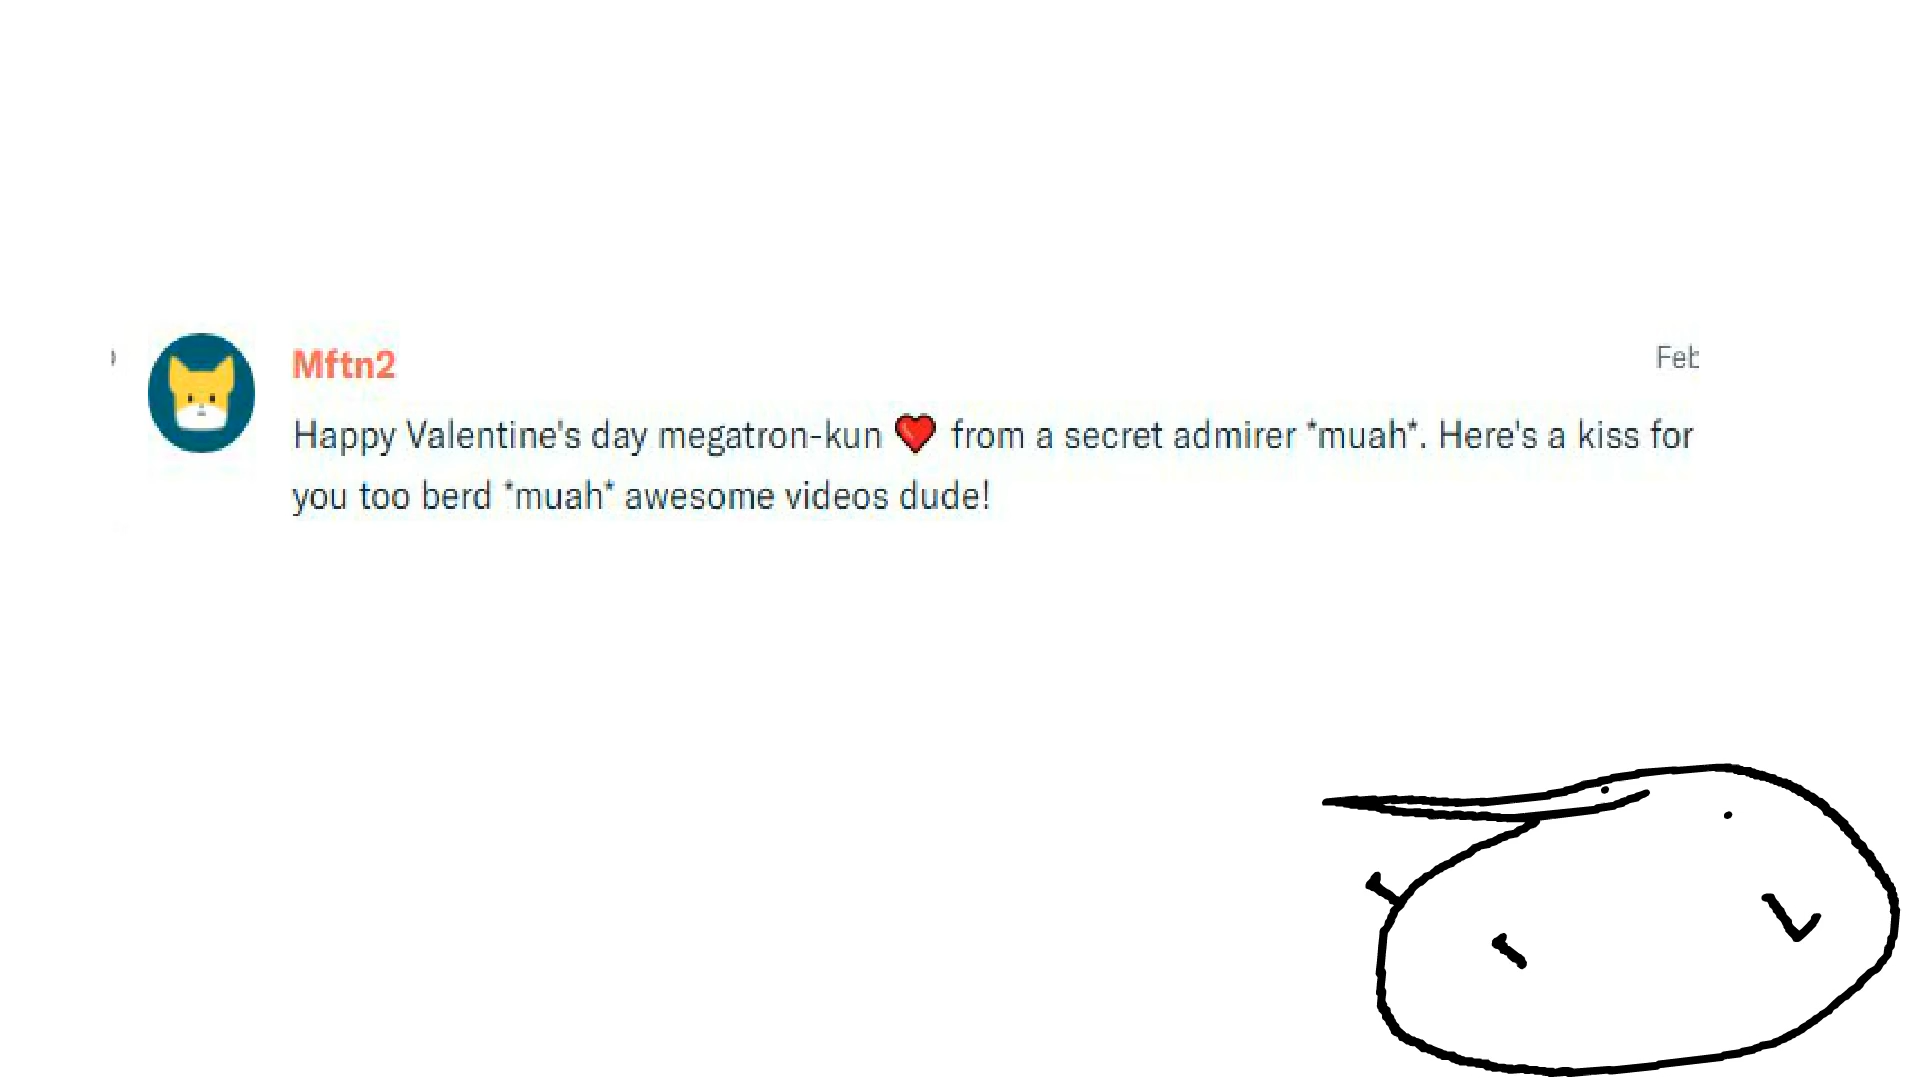 Mftn2
Feb
Happy Valentine's day megatron-kun ❤️ from a secret admirer *muah*. Here's a kiss for
you too berd *muah* awesome videos dude!